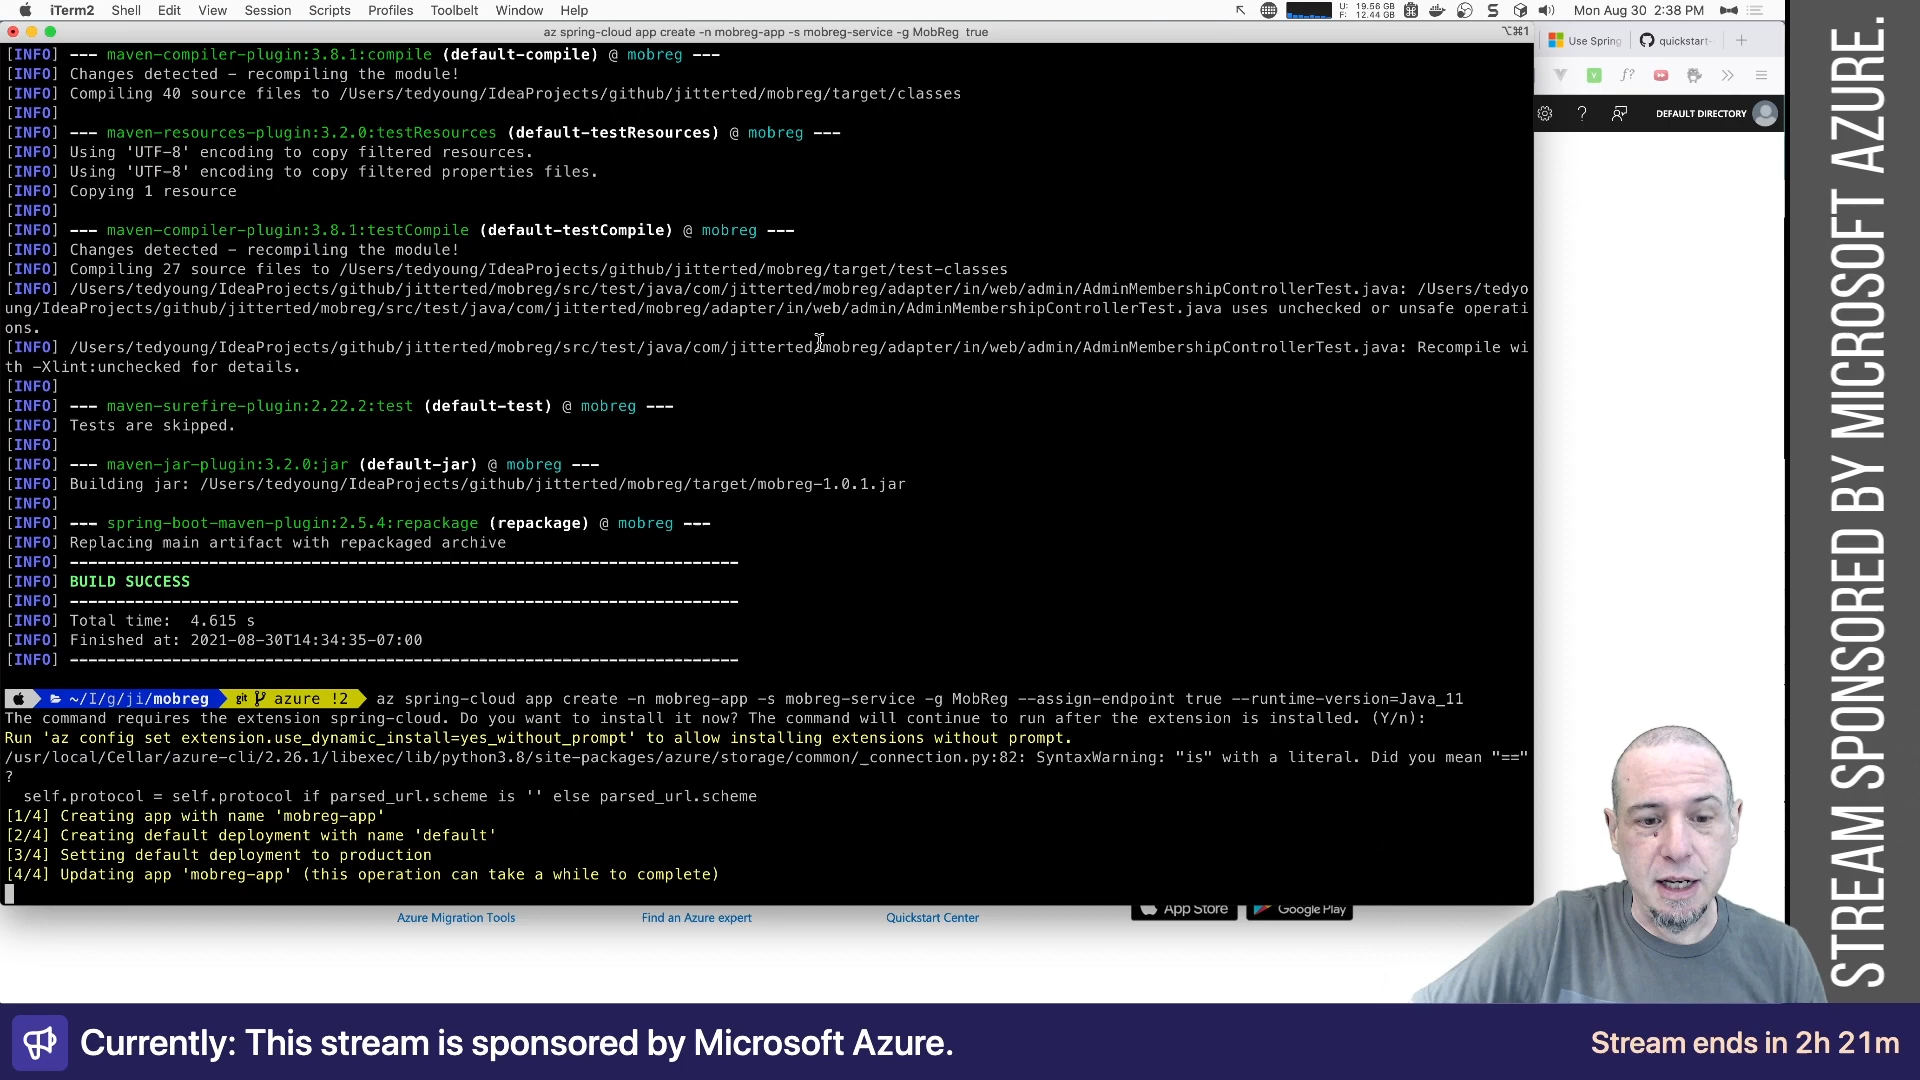 iTerm2 Shell Edit View Session Scripts Profiles Toolbelt Window Help
U: 19.56 GB
F: 12.44 GB
Mon Aug 30 2:38 PM
az spring-cloud app create -n mobreg-app -s mobreg-service -g MobReg true
⌥⌘1
Use Spring
quickstart-
DEFAULT DIRECTORY
[INFO] --- maven-compiler-plugin:3.8.1:compile (default-compile) @ mobreg ---
[INFO] Changes detected - recompiling the module!
[INFO] Compiling 40 source files to /Users/tedyoung/IdeaProjects/github/jitterted/mobreg/target/classes
[INFO]
[INFO] --- maven-resources-plugin:3.2.0:testResources (default-testResources) @ mobreg ---
[INFO] Using 'UTF-8' encoding to copy filtered resources.
[INFO] Using 'UTF-8' encoding to copy filtered properties files.
[INFO] Copying 1 resource
[INFO]
[INFO] --- maven-compiler-plugin:3.8.1:testCompile (default-testCompile) @ mobreg ---
[INFO] Changes detected - recompiling the module!
[INFO] Compiling 27 source files to /Users/tedyoung/IdeaProjects/github/jitterted/mobreg/target/test-classes
[INFO] /Users/tedyoung/IdeaProjects/github/jitterted/mobreg/src/test/java/com/jitterted/mobreg/adapter/in/web/admin/AdminMembershipControllerTest.java: /Users/tedyo
ung/IdeaProjects/github/jitterted/mobreg/src/test/java/com/jitterted/mobreg/adapter/in/web/admin/AdminMembershipControllerTest.java uses unchecked or unsafe operati
ons.
[INFO] /Users/tedyoung/IdeaProjects/github/jitterted/mobreg/src/test/java/com/jitterted/mobreg/adapter/in/web/admin/AdminMembershipControllerTest.java: Recompile wi
th -Xlint:unchecked for details.
[INFO]
[INFO] --- maven-surefire-plugin:2.22.2:test (default-test) @ mobreg ---
[INFO] Tests are skipped.
[INFO]
[INFO] --- maven-jar-plugin:3.2.0:jar (default-jar) @ mobreg ---
[INFO] Building jar: /Users/tedyoung/IdeaProjects/github/jitterted/mobreg/target/mobreg-1.0.1.jar
[INFO]
[INFO] --- spring-boot-maven-plugin:2.5.4:repackage (repackage) @ mobreg ---
[INFO] Replacing main artifact with repackaged archive
[INFO] ------------------------------------------------------------------------
[INFO] BUILD SUCCESS
[INFO] ------------------------------------------------------------------------
[INFO] Total time:  4.615 s
[INFO] Finished at: 2021-08-30T14:34:35-07:00
[INFO] ------------------------------------------------------------------------
~/I/g/ji/mobreg git azure !2 az spring-cloud app create -n mobreg-app -s mobreg-service -g MobReg --assign-endpoint true --runtime-version=Java_11
The command requires the extension spring-cloud. Do you want to install it now? The command will continue to run after the extension is installed. (Y/n):
Run 'az config set extension.use_dynamic_install=yes_without_prompt' to allow installing extensions without prompt.
/usr/local/Cellar/azure-cli/2.26.1/libexec/lib/python3.8/site-packages/azure/storage/common/_connection.py:82: SyntaxWarning: "is" with a literal. Did you mean "=="
?
self.protocol = self.protocol if parsed_url.scheme is '' else parsed_url.scheme
[1/4] Creating app with name 'mobreg-app'
[2/4] Creating default deployment with name 'default'
[3/4] Setting default deployment to production
[4/4] Updating app 'mobreg-app' (this operation can take a while to complete)
Azure Migration Tools
Find an Azure expert
Quickstart Center
App Store
Google Play
STREAM SPONSORED BY MICROSOFT AZURE.
Currently: This stream is sponsored by Microsoft Azure.
Stream ends in 2h 21m